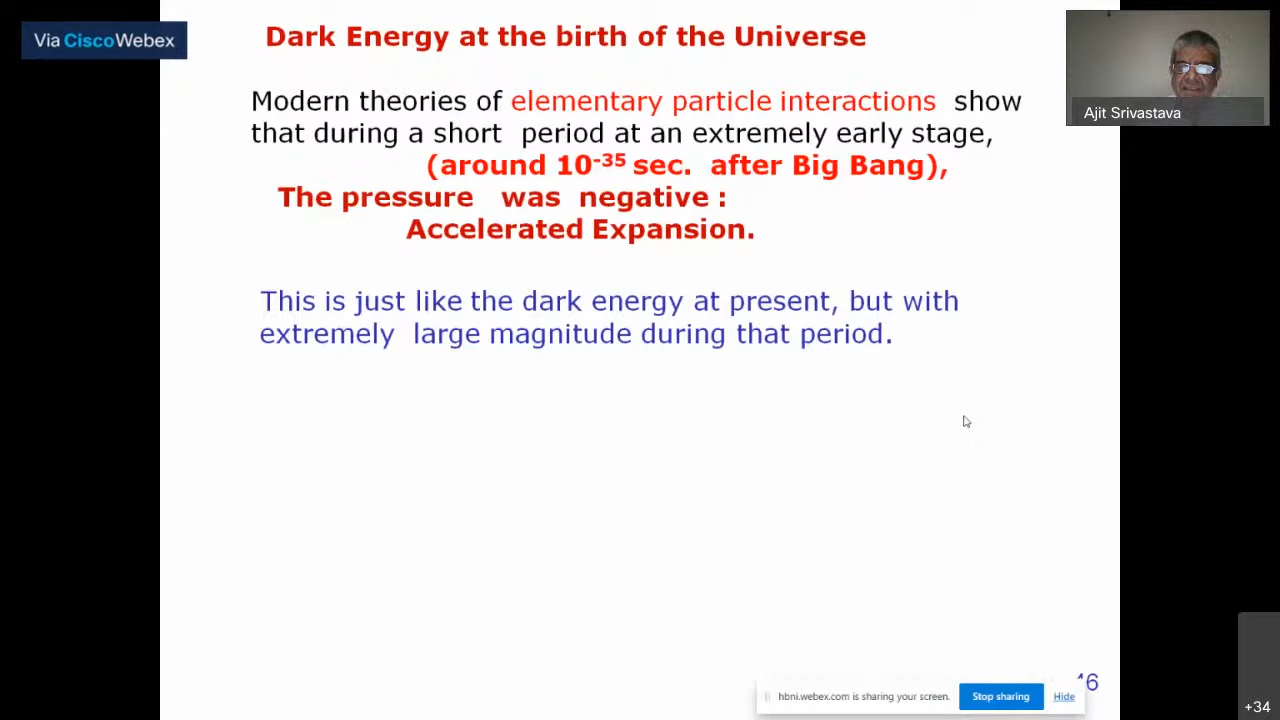 Via CiscoWebex
Dark Energy at the birth of the Universe
Ajit Srivastava
Modern theories of elementary particle interactions show
that during a short period at an extremely early stage,
(around 10⁻³⁵ sec. after Big Bang),
The pressure was negative :
Accelerated Expansion.
This is just like the dark energy at present, but with
extremely large magnitude during that period.
hbni.webex.com is sharing your screen. Stop sharing Hide
+34